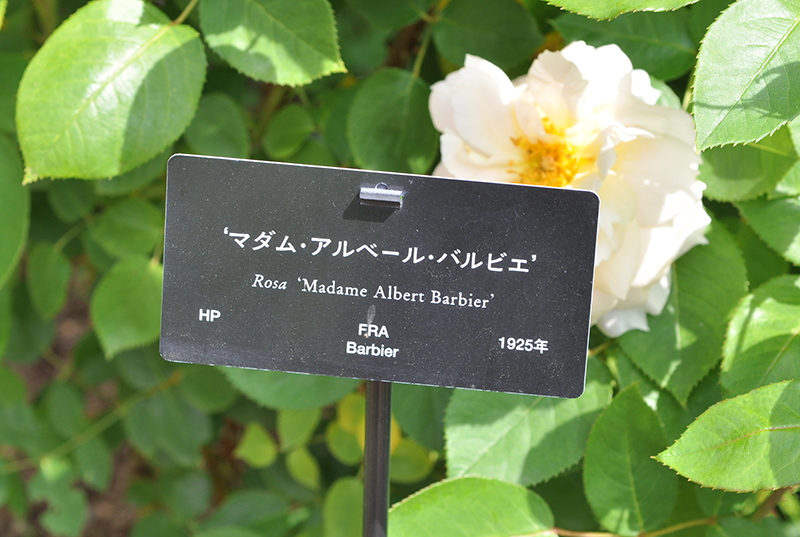 ‘マダム・アルベール・バルビエ’
Rosa ‘Madame Albert Barbier’
HP
FRA
Barbier
1925年